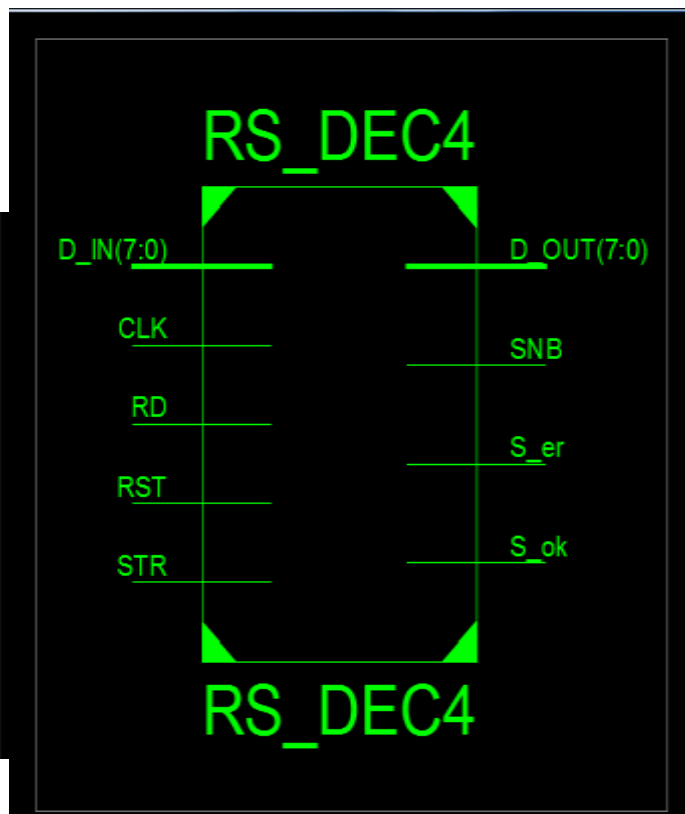 RS_DEC4
D_IN(7:0)
D_OUT(7:0)
CLK
SNB
RD
S_er
RST
S_ok
STR
RS_DEC4